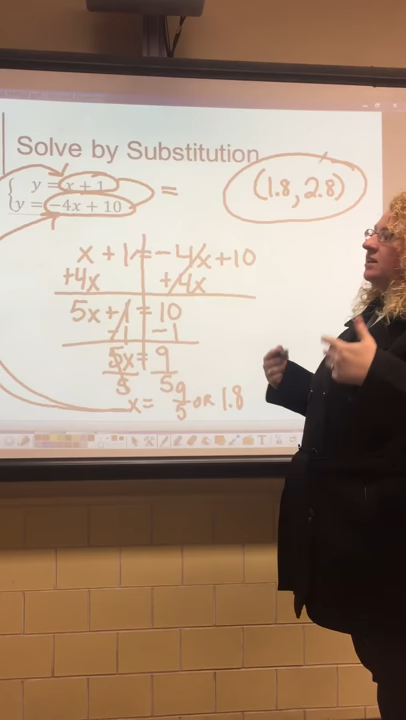 Solve by Substitution
y = x + 1
=
(1.8, 2.8)
y = −4x + 10
x + 1 = −4x + 10
+4x +4x
5x + 1 = 10
−1 −1
5x = 9
5 5
x = 9/5 OR 1.8